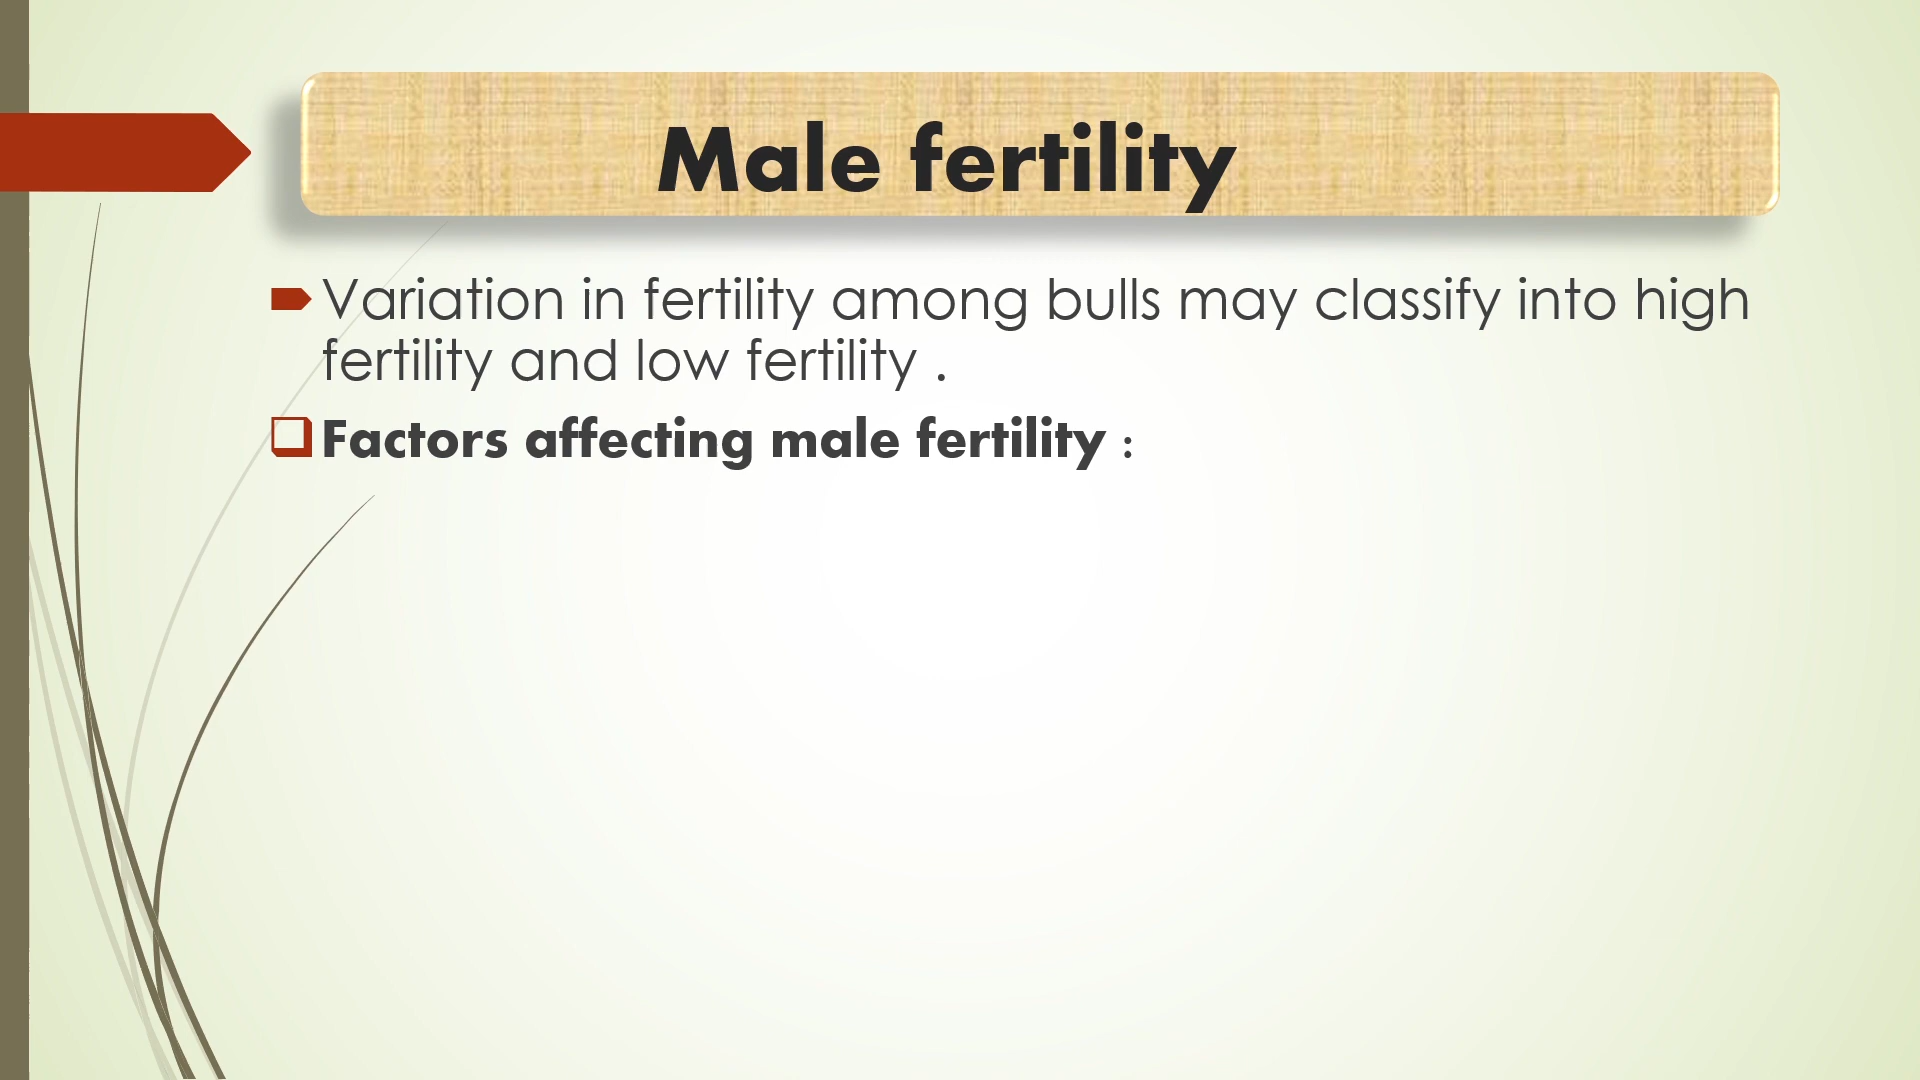 Male fertility
Variation in fertility among bulls may classify into high
fertility and low fertility .
Factors affecting male fertility :